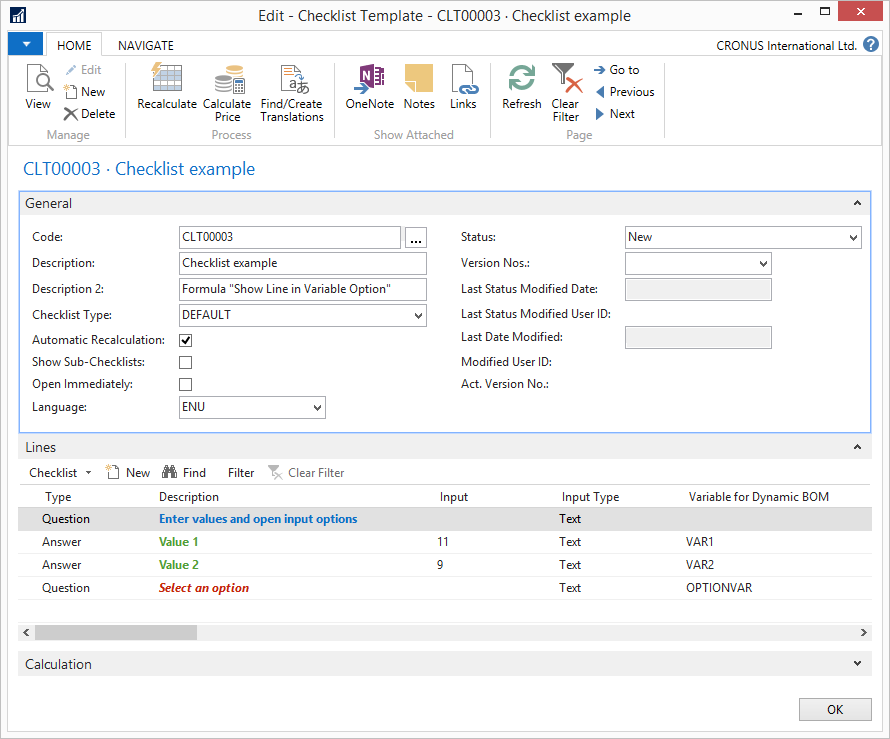 Edit - Checklist Template - CLT00003 · Checklist example
HOME NAVIGATE CRONUS International Ltd. ?
View
Edit
New
Delete
Manage
Recalculate
Calculate Price
Find/Create Translations
Process
OneNote
Notes
Links
Show Attached
Refresh
Clear Filter
Go to
Previous
Next
Page
CLT00003 · Checklist example
General
Code: CLT00003 ...
Description: Checklist example
Description 2: Formula "Show Line in Variable Option"
Checklist Type: DEFAULT
Automatic Recalculation:
Show Sub-Checklists:
Open Immediately:
Language: ENU
Status: New
Version Nos.:
Last Status Modified Date:
Last Status Modified User ID:
Last Date Modified:
Modified User ID:
Act. Version No.:
Lines
Checklist New Find Filter Clear Filter
Type Description Input Input Type Variable for Dynamic BOM
Question Enter values and open input options Text
Answer Value 1 11 Text VAR1
Answer Value 2 9 Text VAR2
Question Select an option Text OPTIONVAR
Calculation
OK